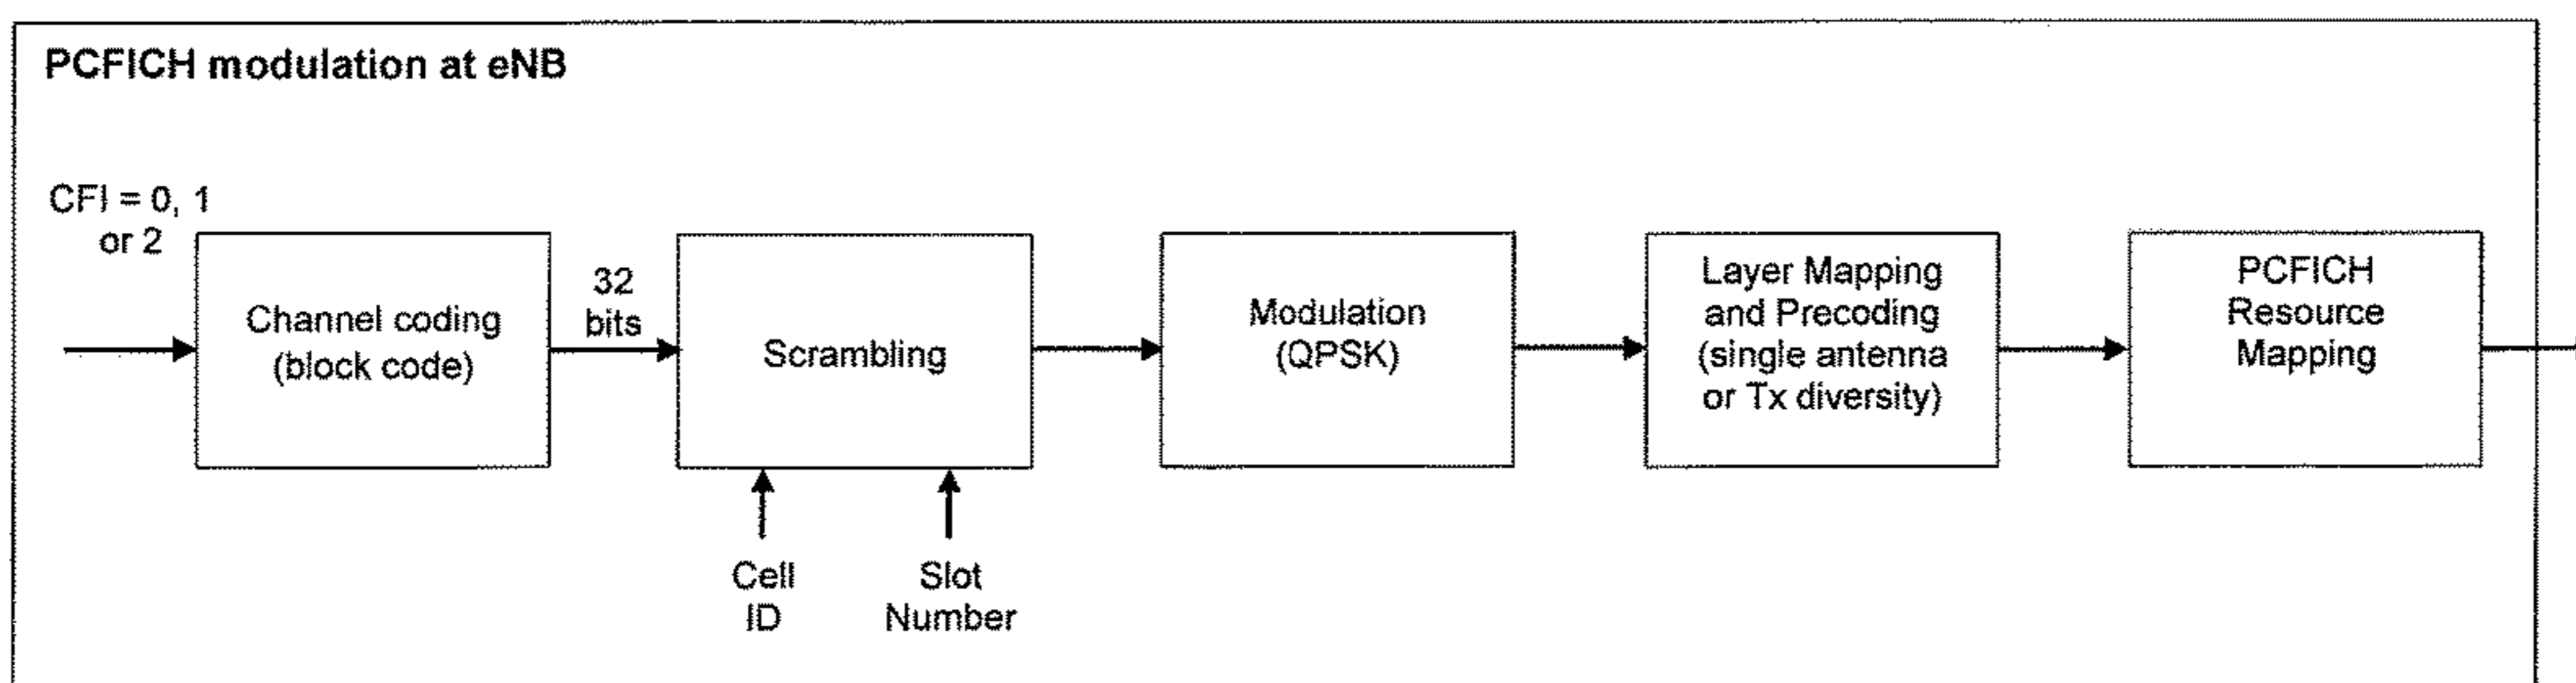 PCFICH modulation at eNB
CFI = 0, 1
or 2
Channel coding
(block code)
32
bits
Scrambling
Cell
ID
Slot
Number
Modulation
(QPSK)
Layer Mapping
and Precoding
(single antenna
or Tx diversity)
PCFICH
Resource
Mapping